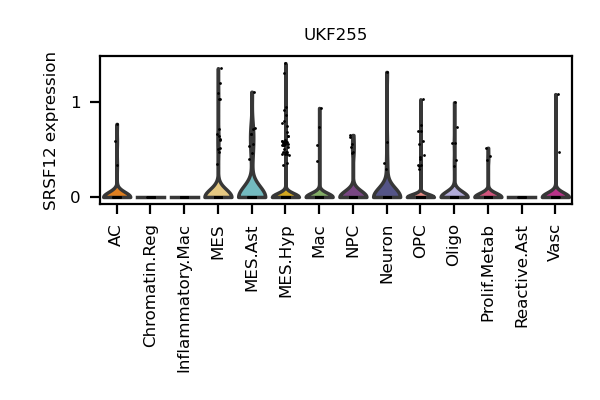 UKF255
SRSF12 expression
1
0
AC
Chromatin.Reg
Inflammatory.Mac
MES
MES.Ast
MES.Hyp
Mac
NPC
Neuron
OPC
Oligo
Prolif.Metab
Reactive.Ast
Vasc